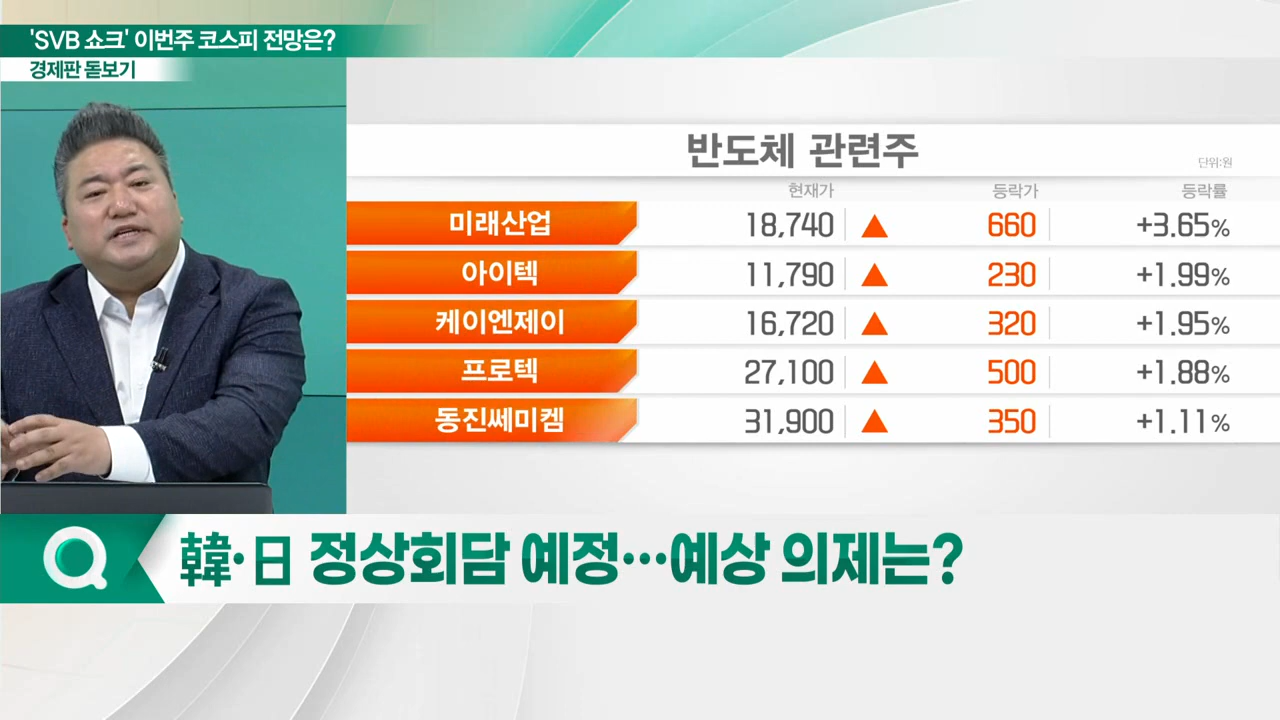 'SVB 쇼크' 이번주 코스피 전망은?
경제판 돋보기
반도체 관련주
단위:원
현재가 등락가 등락률
미래산업 18,740 ▲ 660 +3.65%
아이텍 11,790 ▲ 230 +1.99%
케이엔제이 16,720 ▲ 320 +1.95%
프로텍 27,100 ▲ 500 +1.88%
동진쎄미켐 31,900 ▲ 350 +1.11%
Q 韓·日 정상회담 예정…예상 의제는?